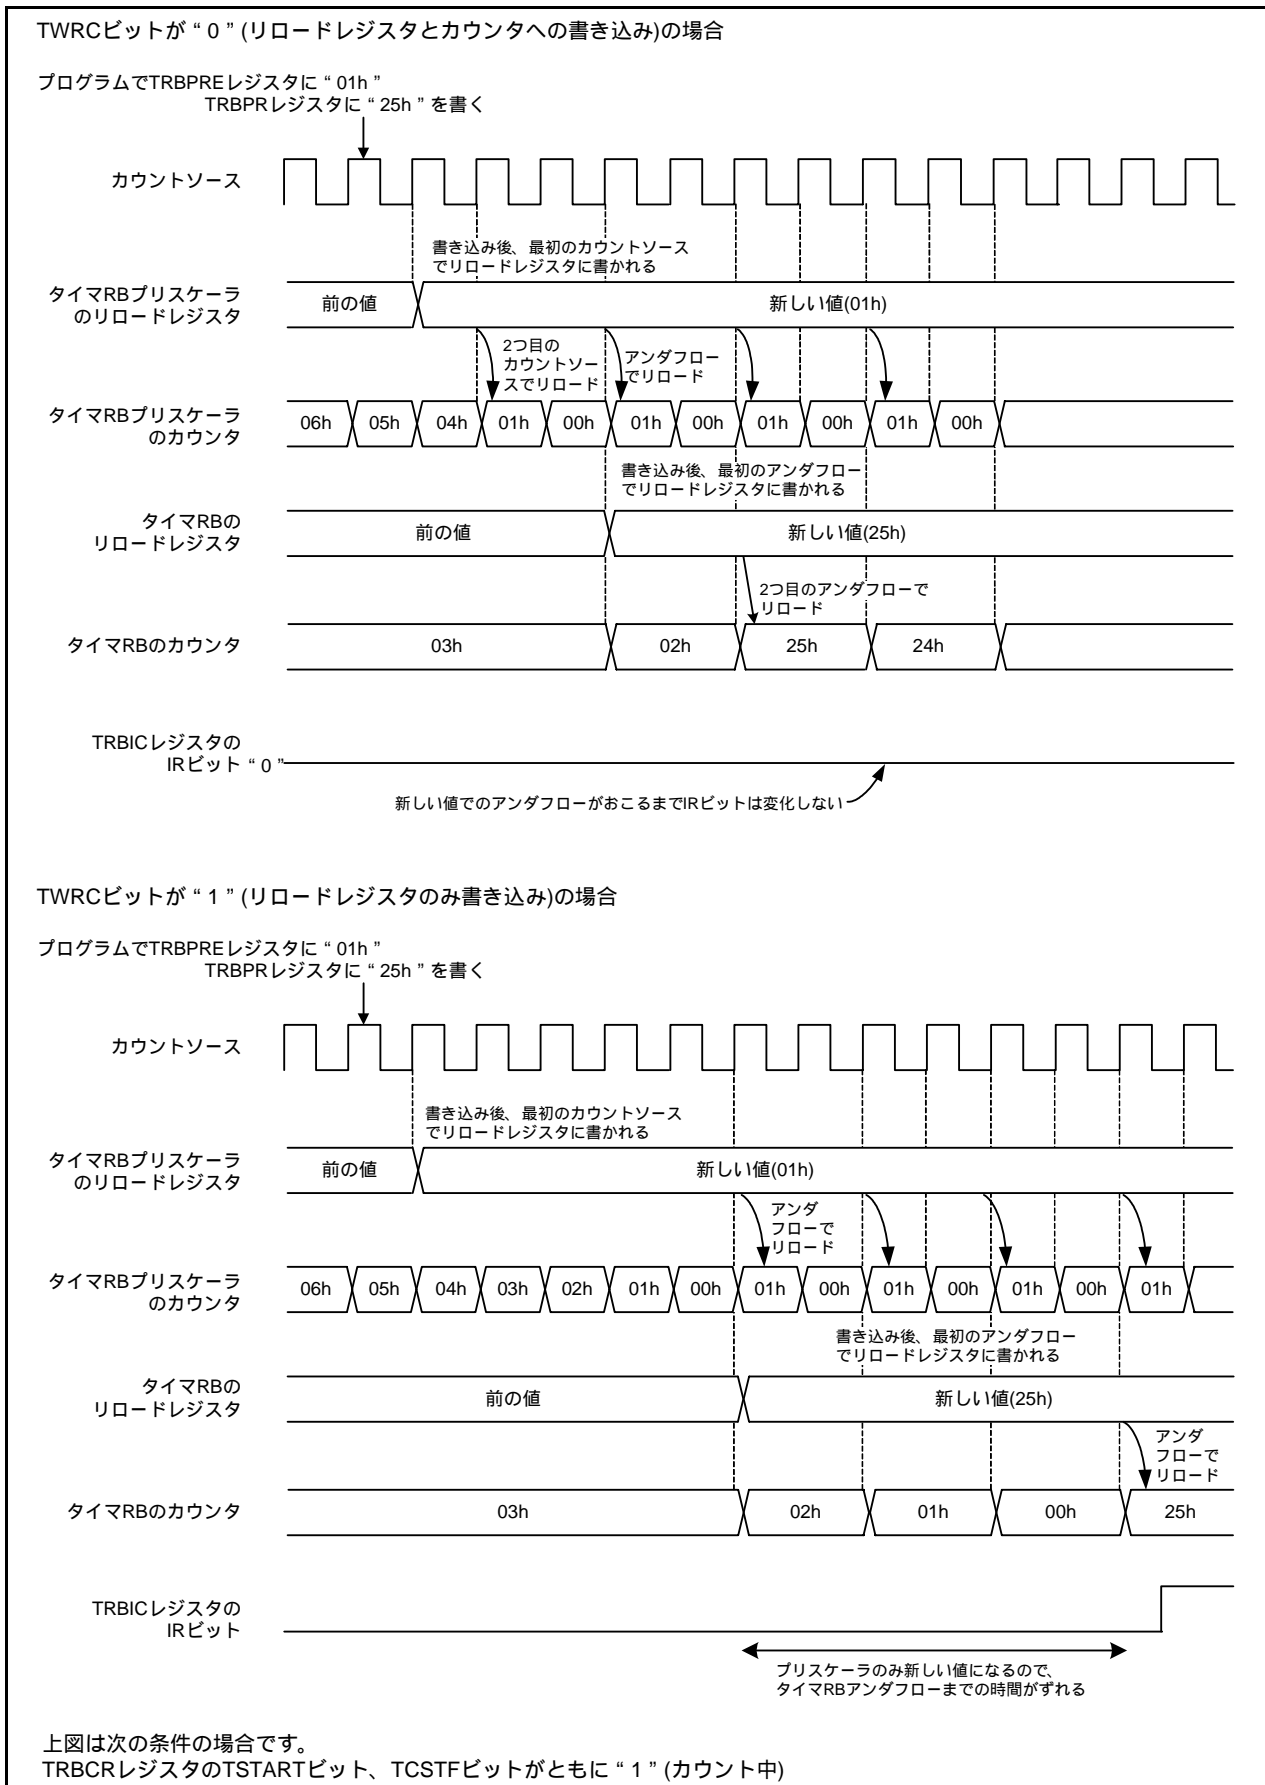 TWRCビットが “ 0 ” (リロードレジスタとカウンタへの書き込み)の場合
プログラムでTRBPREレジスタに “ 01h ”
TRBPRレジスタに “ 25h ” を書く
カウントソース
書き込み後、最初のカウントソース
でリロードレジスタに書かれる
タイマRBプリスケーラ
のリロードレジスタ
前の値
新しい値(01h)
2つ目の
カウントソー
スでリロード
アンダフロー
でリロード
タイマRBプリスケーラ
のカウンタ
06h 05h 04h 01h 00h 01h 00h 01h 00h 01h 00h
書き込み後、最初のアンダフロー
でリロードレジスタに書かれる
タイマRBの
リロードレジスタ
前の値
新しい値(25h)
2つ目のアンダフローで
リロード
タイマRBのカウンタ
03h 02h 25h 24h
TRBICレジスタの
IRビット “ 0 ”
新しい値でのアンダフローがおこるまでIRビットは変化しない
TWRCビットが “ 1 ” (リロードレジスタのみ書き込み)の場合
プログラムでTRBPREレジスタに “ 01h ”
TRBPRレジスタに “ 25h ” を書く
カウントソース
書き込み後、最初のカウントソース
でリロードレジスタに書かれる
タイマRBプリスケーラ
のリロードレジスタ
前の値
新しい値(01h)
アンダ
フローで
リロード
タイマRBプリスケーラ
のカウンタ
06h 05h 04h 03h 02h 01h 00h 01h 00h 01h 00h 01h 00h 01h
書き込み後、最初のアンダフロー
でリロードレジスタに書かれる
タイマRBの
リロードレジスタ
前の値
新しい値(25h)
アンダ
フローで
リロード
タイマRBのカウンタ
03h 02h 01h 00h 25h
TRBICレジスタの
IRビット
プリスケーラのみ新しい値になるので、
タイマRBアンダフローまでの時間がずれる
上図は次の条件の場合です。
TRBCRレジスタのTSTARTビット、TCSTFビットがともに “ 1 ” (カウント中)